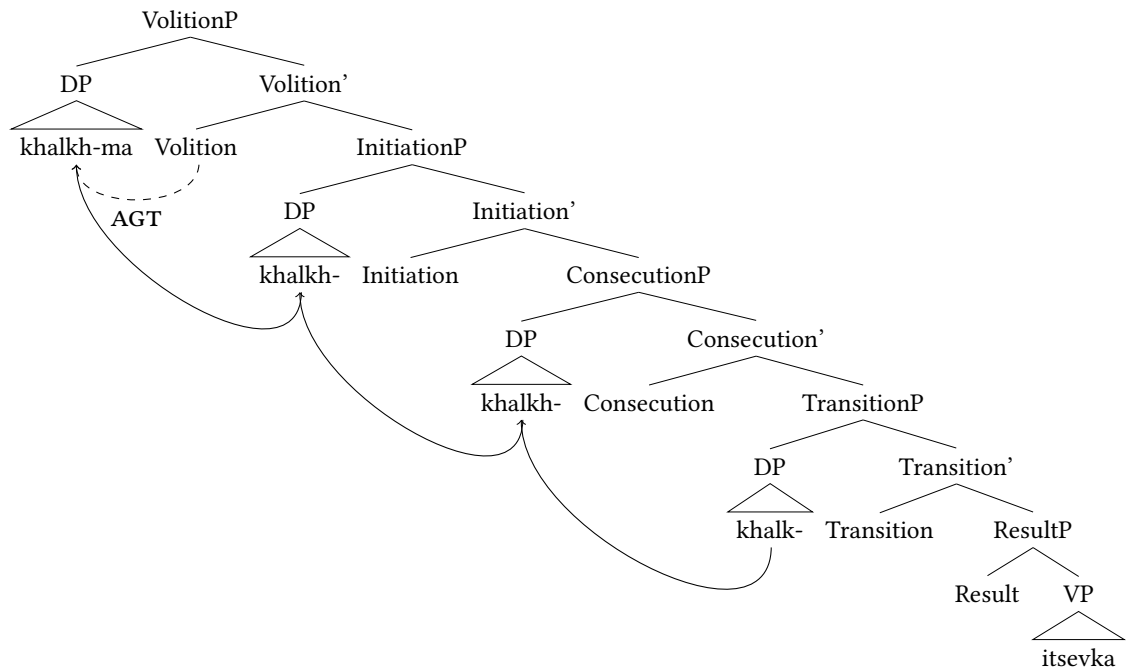 VolitionP
DP Volition’
khalkh-ma Volition InitiationP
AGT DP Initiation’
khalkh- Initiation ConsecutionP
DP Consecution’
khalkh- Consecution TransitionP
DP Transition’
khalk- Transition ResultP
Result VP
itsevka